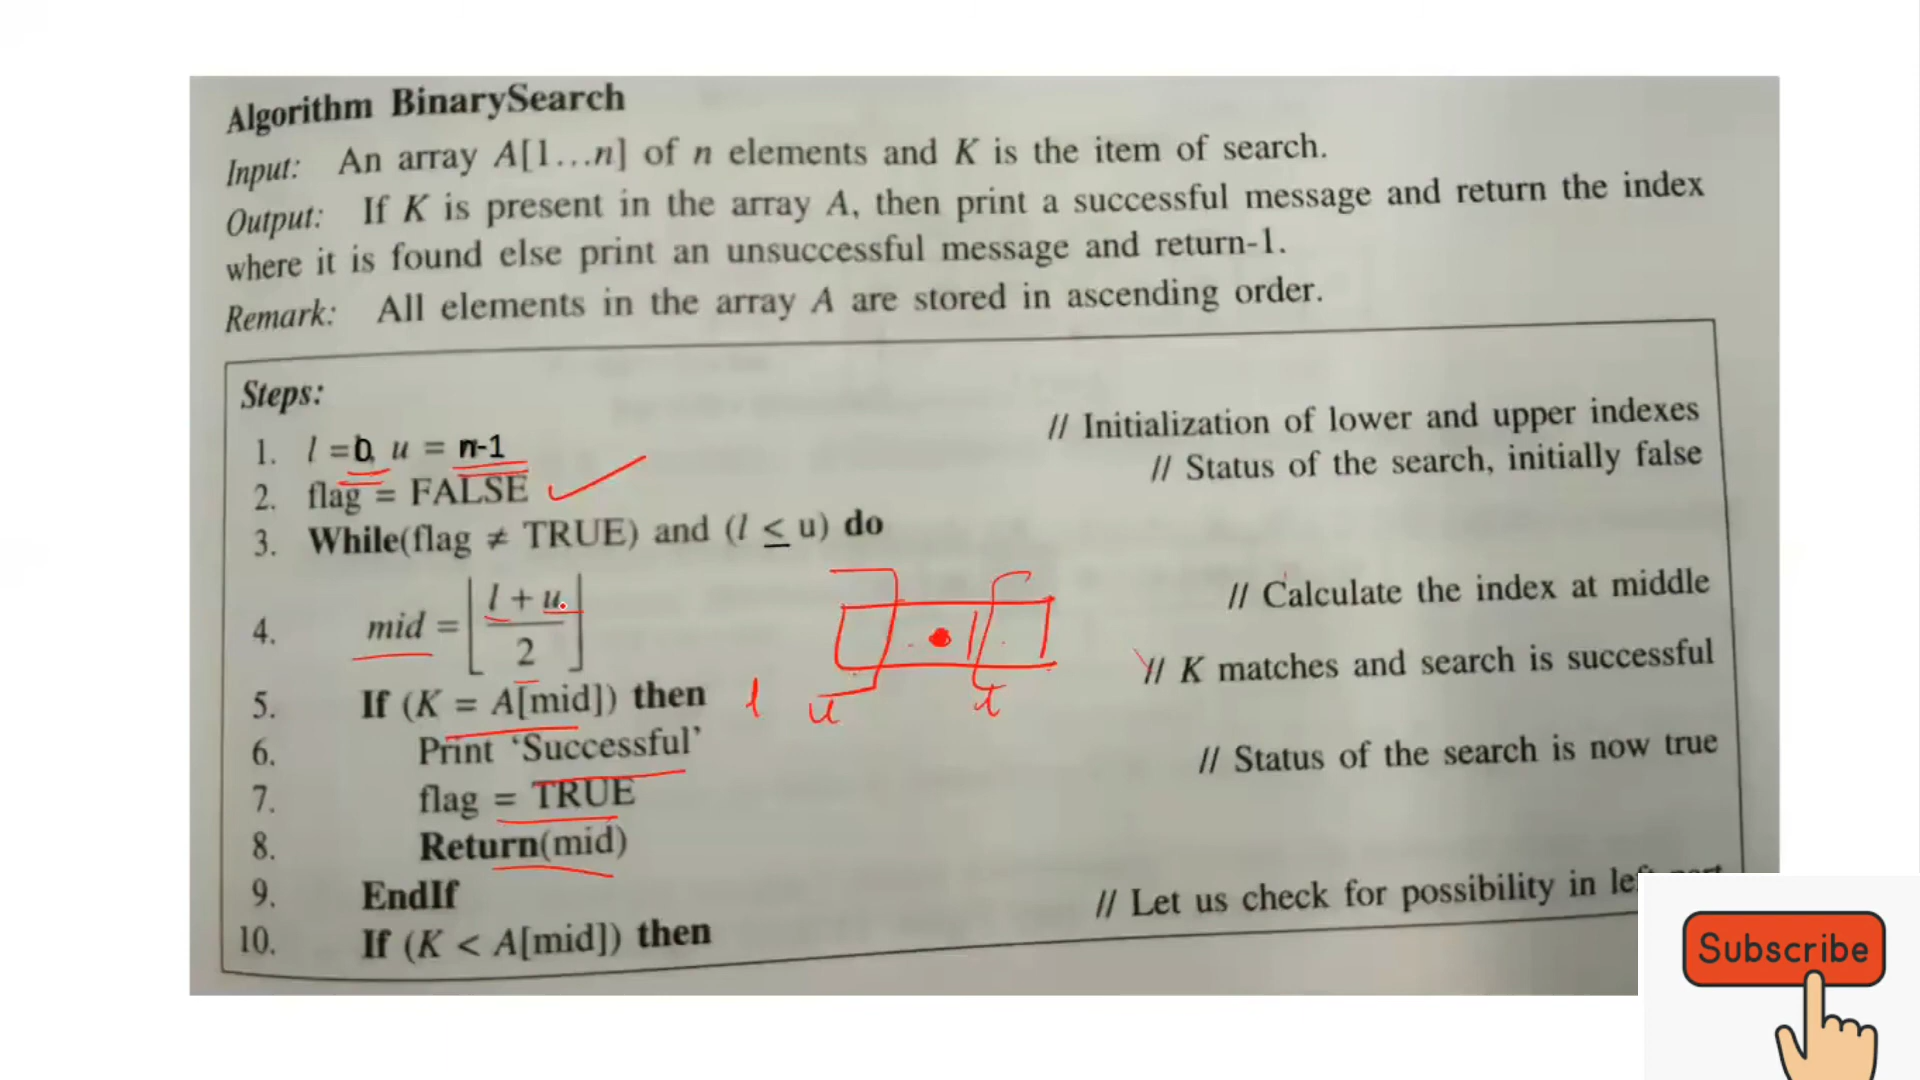 Algorithm BinarySearch
Input: An array A[1...n] of n elements and K is the item of search.
Output: If K is present in the array A, then print a successful message and return the index
where it is found else print an unsuccessful message and return-1.
Remark: All elements in the array A are stored in ascending order.
Steps:
1. l = 0, u = n-1 // Initialization of lower and upper indexes
2. flag = FALSE // Status of the search, initially false
3. While(flag ≠ TRUE) and (l ≤ u) do
4. mid = ⌊(l + u)/2⌋ // Calculate the index at middle
5. If (K = A[mid]) then // K matches and search is successful
l u
6. Print ‘Successful’
7. flag = TRUE // Status of the search is now true
8. Return(mid)
9. EndIf
10. If (K < A[mid]) then // Let us check for possibility in
Subscribe